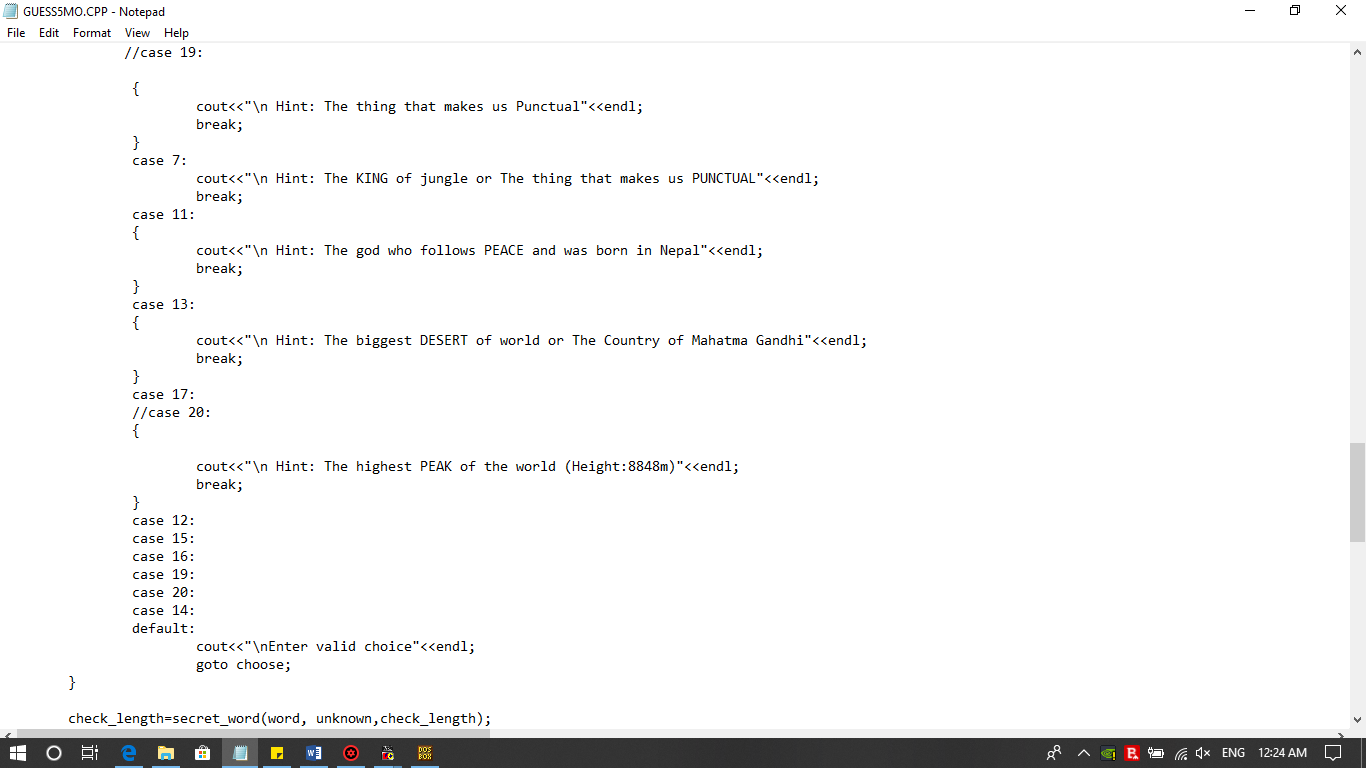 GUESS5MO.CPP - Notepad
File Edit Format View Help
//case 19:
{
cout<<"\n Hint: The thing that makes us Punctual"<<endl;
break;
}
case 7:
cout<<"\n Hint: The KING of jungle or The thing that makes us PUNCTUAL"<<endl;
break;
case 11:
{
cout<<"\n Hint: The god who follows PEACE and was born in Nepal"<<endl;
break;
}
case 13:
{
cout<<"\n Hint: The biggest DESERT of world or The Country of Mahatma Gandhi"<<endl;
break;
}
case 17:
//case 20:
{
cout<<"\n Hint: The highest PEAK of the world (Height:8848m)"<<endl;
break;
}
case 12:
case 15:
case 16:
case 19:
case 20:
case 14:
default:
cout<<"\nEnter valid choice"<<endl;
goto choose;
}
check_length=secret_word(word, unknown,check_length);
DOS BOX ENG 12:24 AM